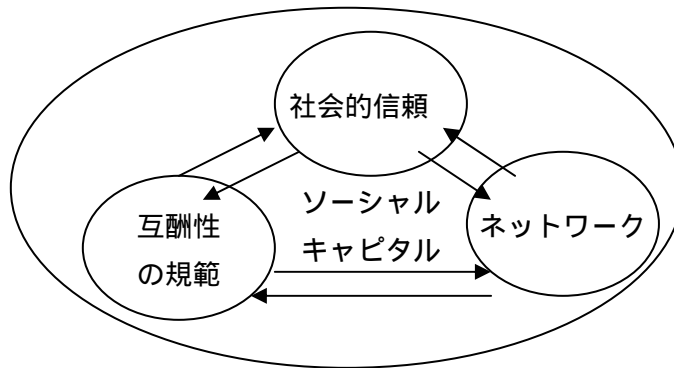 社会的信頼
ソーシャル
キャピタル
互酬性
の規範
ネットワーク